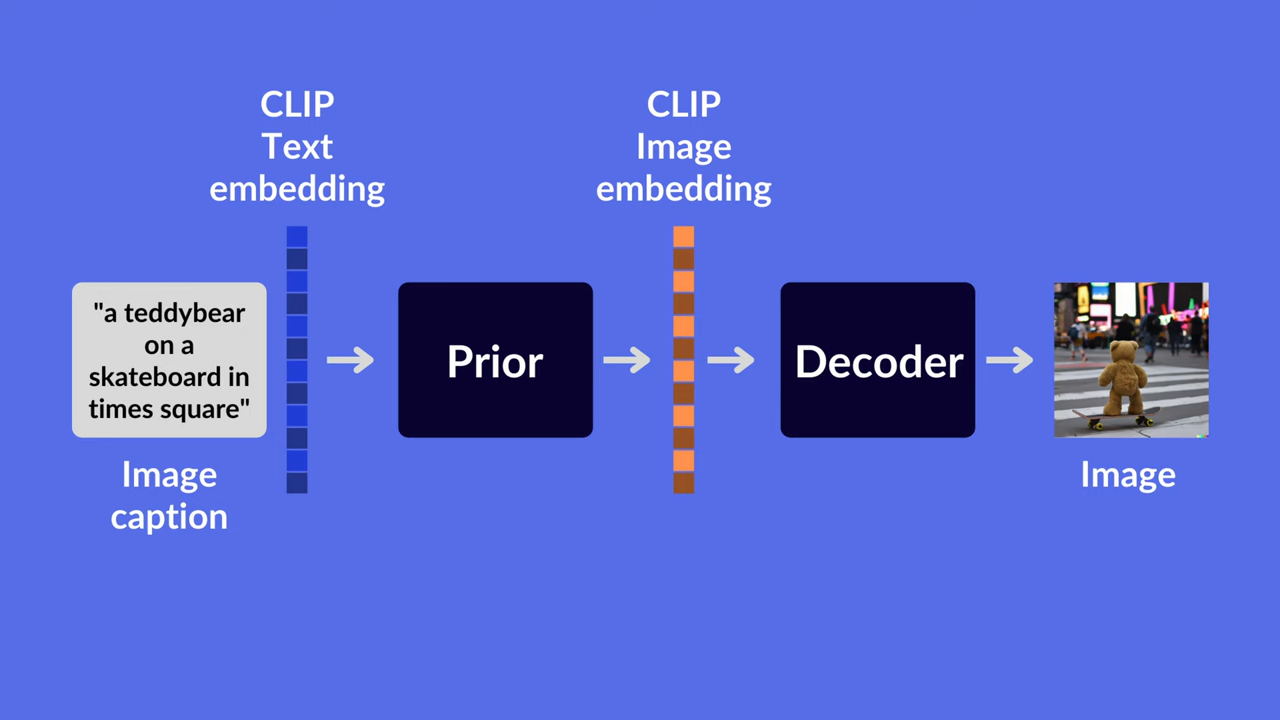 CLIP
Text
embedding
CLIP
Image
embedding
"a teddybear
on a
skateboard in
times square"
Image
caption
Prior
Decoder
Image